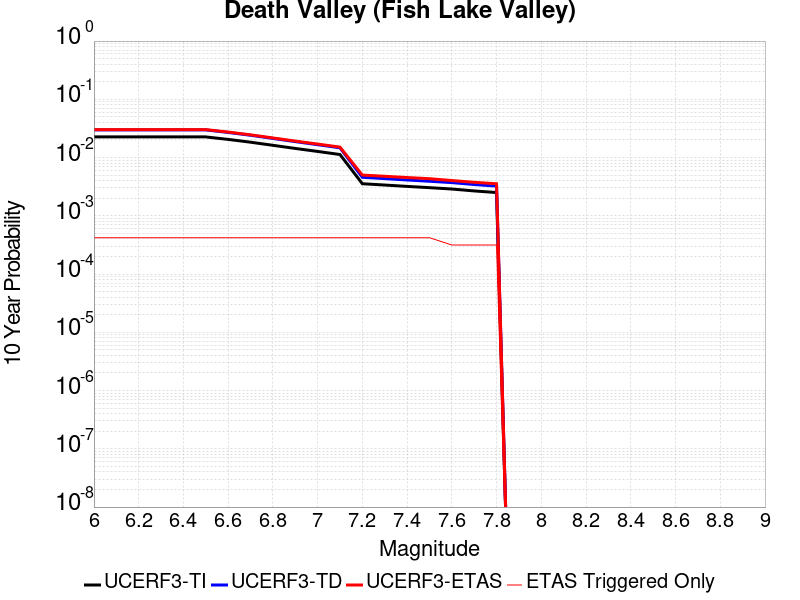 Death Valley (Fish Lake Valley)
10^0
10^-1
10^-2
10^-3
10^-4
10^-5
10^-6
10^-7
10^-8
10 Year Probability
6 6.2 6.4 6.6 6.8 7 7.2 7.4 7.6 7.8 8 8.2 8.4 8.6 8.8 9
Magnitude
UCERF3-TI UCERF3-TD UCERF3-ETAS ETAS Triggered Only